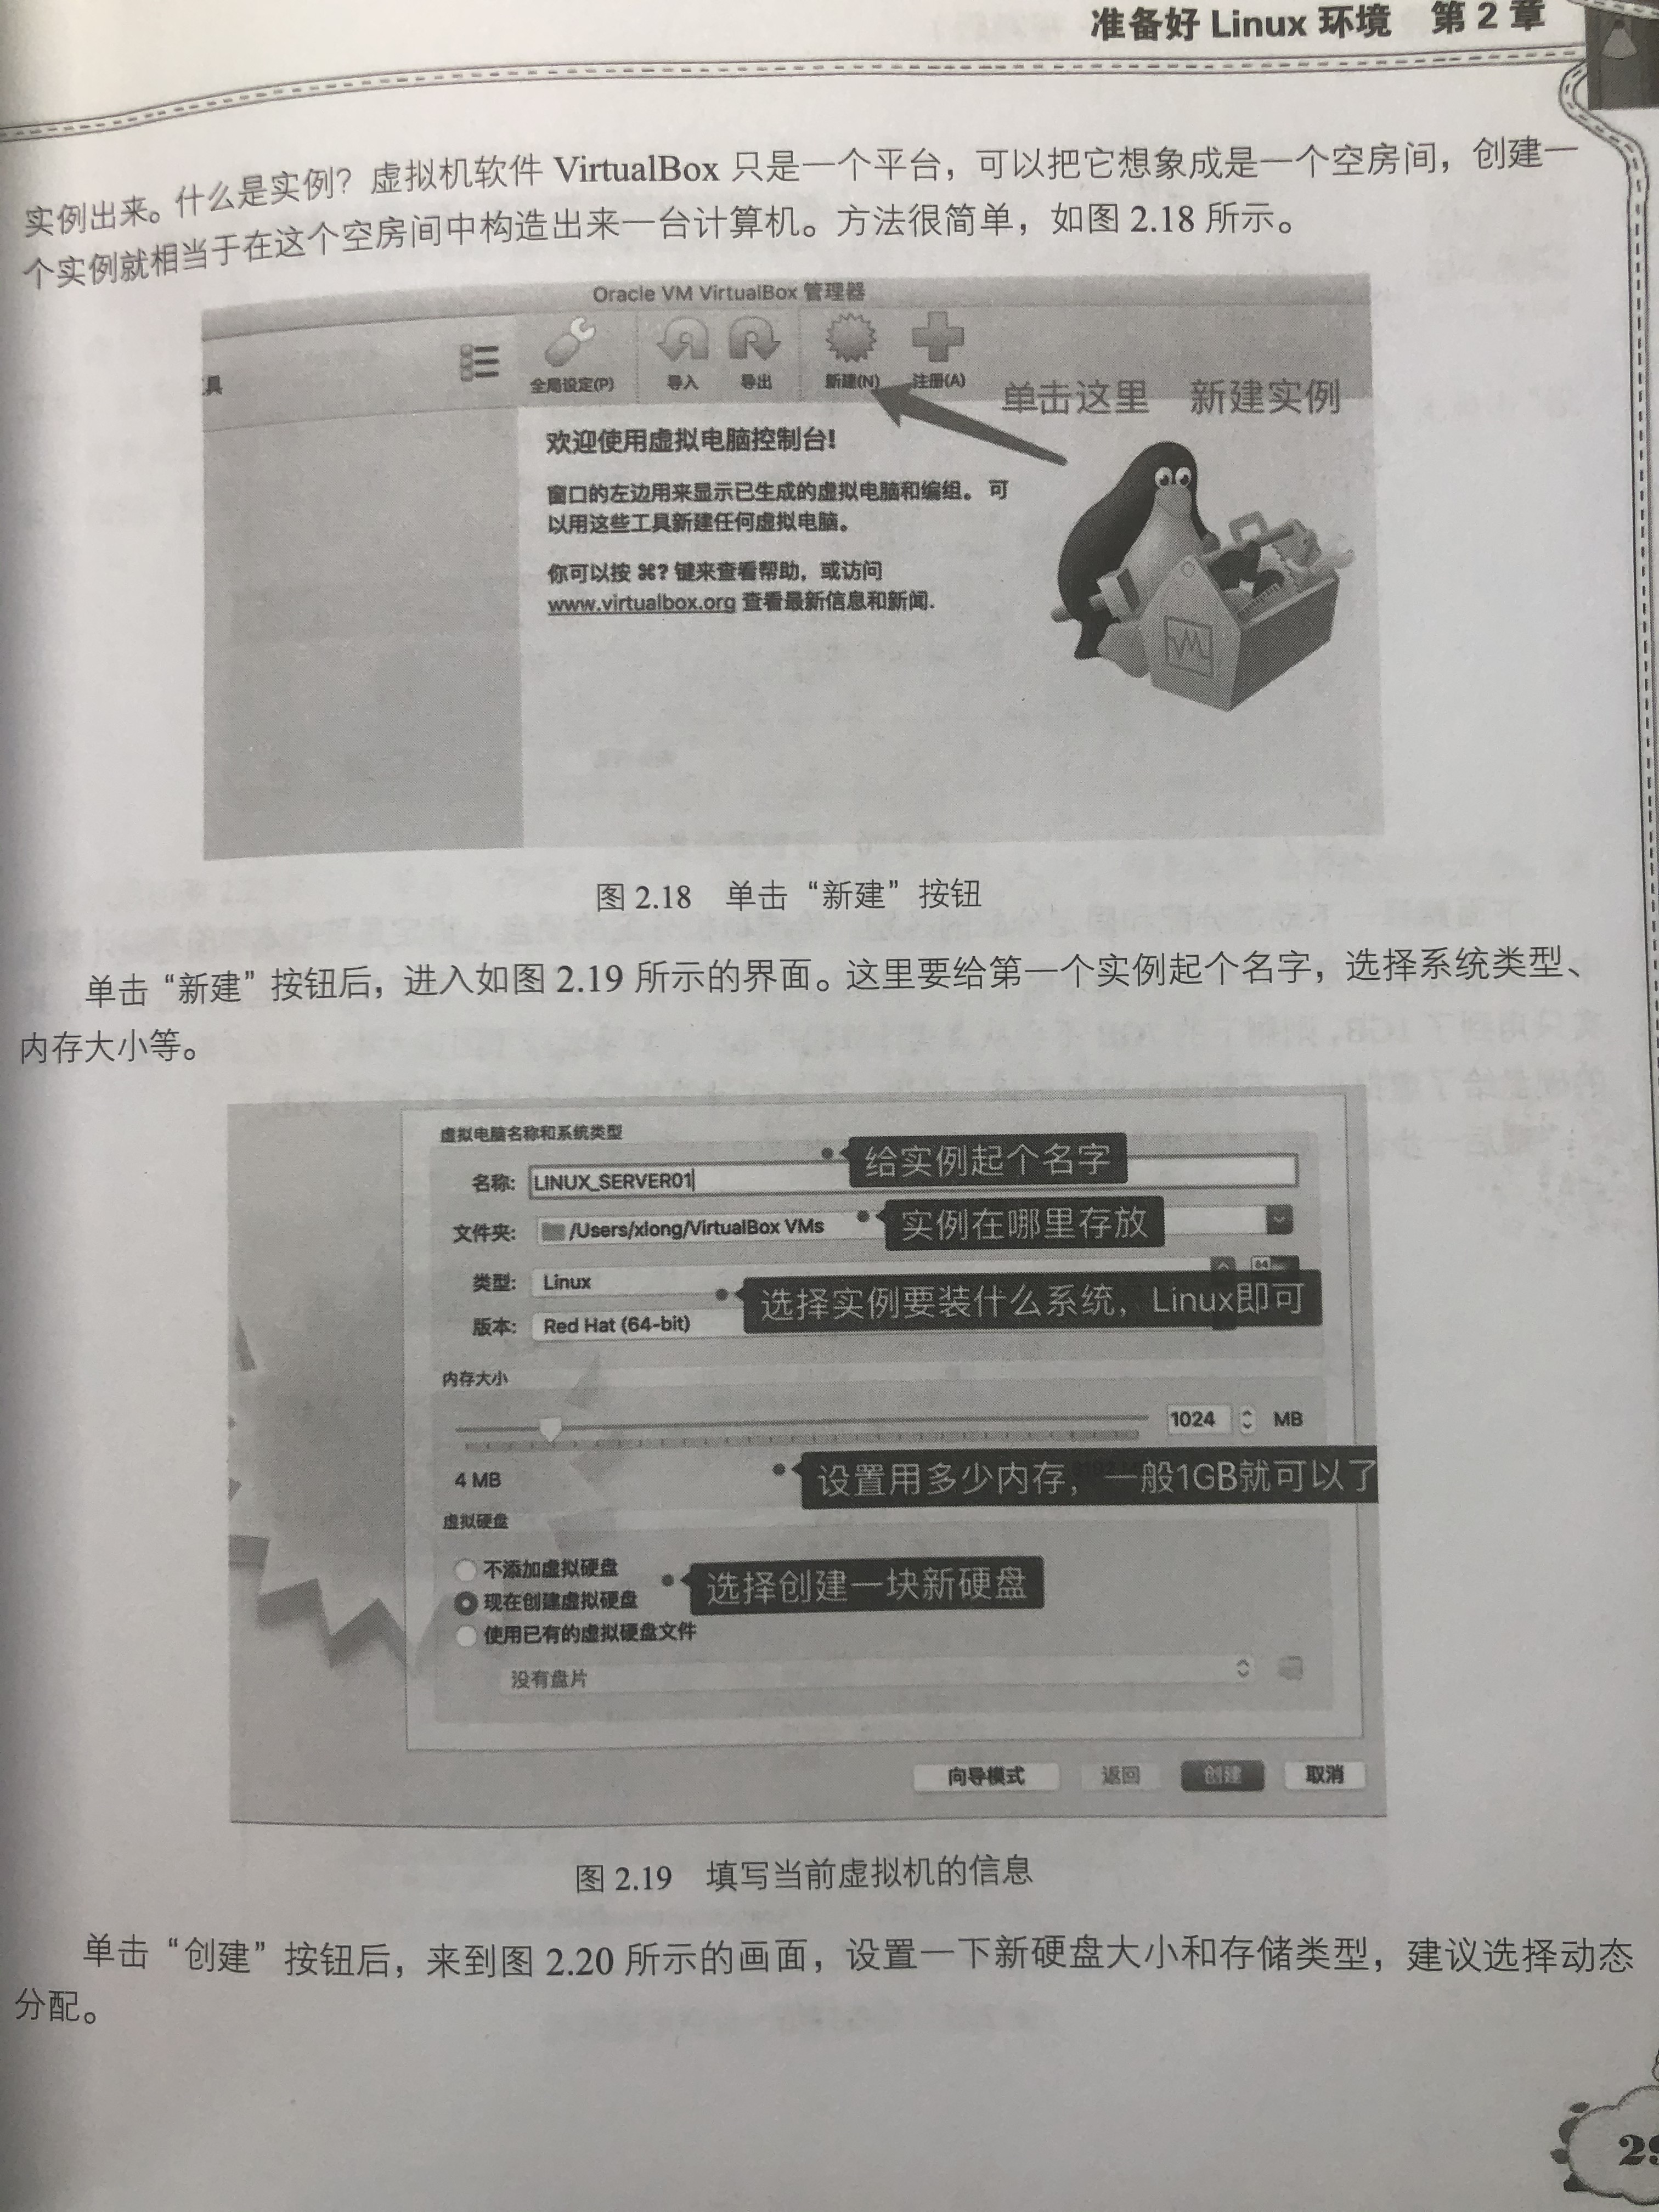 准备好 Linux 环境　第 2 章
实例出来。什么是实例？虚拟机软件 VirtualBox 只是一个平台，可以把它想象成是一个空房间，创建一
个实例就相当于在这个空房间中构造出来一台计算机。方法很简单，如图 2.18 所示。
Oracle VM VirtualBox 管理器
具
全局设定(P)　导入　导出　新建(N)　注册(A)
单击这里　新建实例
欢迎使用虚拟电脑控制台!
窗口的左边用来显示已生成的虚拟电脑和编组。 可
以用这些工具新建任何虚拟电脑。
你可以按 ⌘? 键来查看帮助，或访问
www.virtualbox.org 查看最新信息和新闻.
图 2.18　单击“新建”按钮
单击“新建”按钮后，进入如图 2.19 所示的界面。这里要给第一个实例起个名字，选择系统类型、
内存大小等。
虚拟电脑名称和系统类型
给实例起个名字
名称: LINUX_SERVER01
文件夹: /Users/xlong/VirtualBox VMs
实例在哪里存放
类型: Linux
64
选择实例要装什么系统，Linux即可
版本: Red Hat (64-bit)
内存大小
1024 MB
4 MB
设置用多少内存，一般1GB就可以了
虚拟硬盘
不添加虚拟硬盘
选择创建一块新硬盘
现在创建虚拟硬盘
使用已有的虚拟硬盘文件
没有盘片
向导模式　返回　创建　取消
图 2.19　填写当前虚拟机的信息
单击“创建”按钮后，来到图 2.20 所示的画面，设置一下新硬盘大小和存储类型，建议选择动态
分配。
29